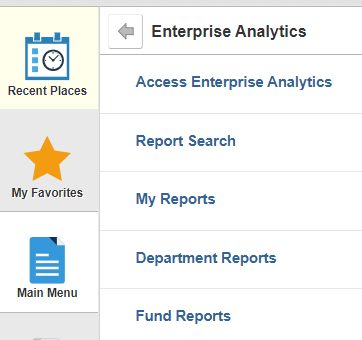 Enterprise Analytics
Recent Places
Access Enterprise Analytics
Report Search
My Favorites
My Reports
Department Reports
Main Menu
Fund Reports